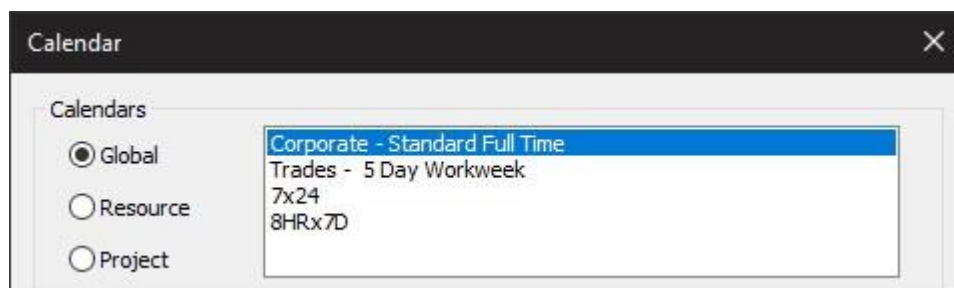 Calendar
Calendars
Global
Resource
Project
Corporate - Standard Full Time
Trades -  5 Day Workweek
7x24
8HRx7D